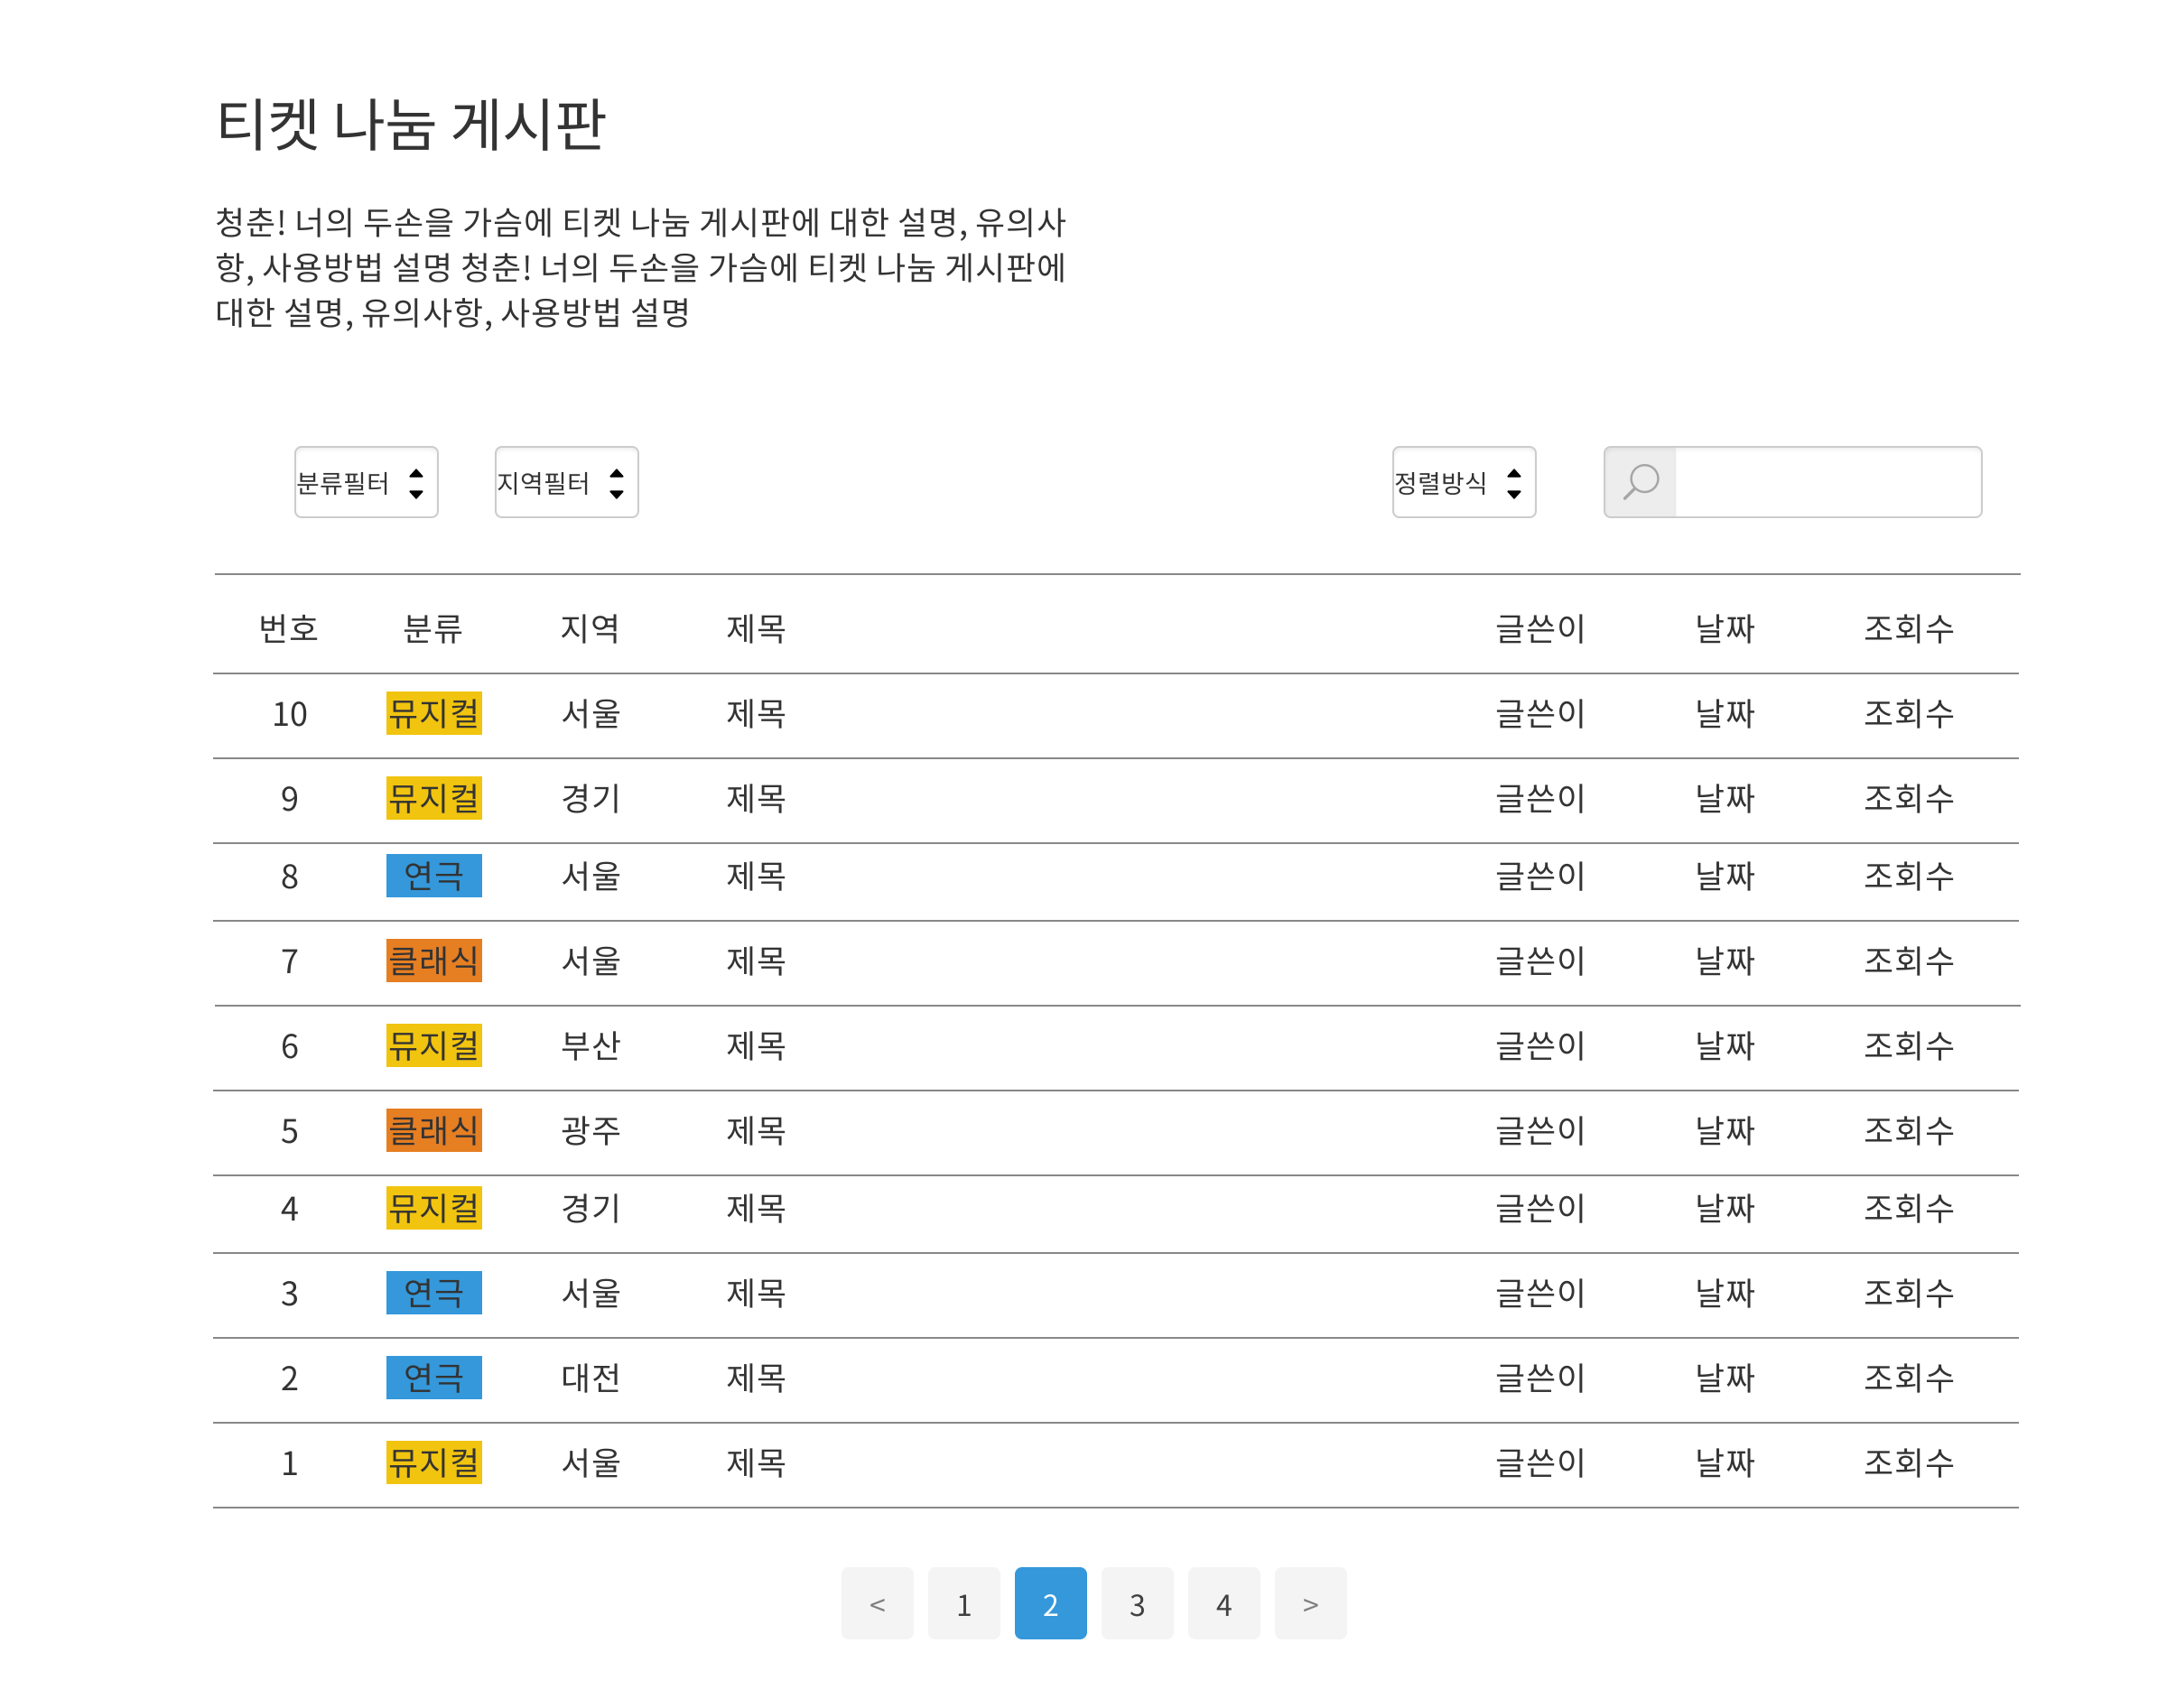 티켓 나눔 게시판
청춘! 너의 두손을 가슴에 티켓 나눔 게시판에 대한 설명, 유의사
항, 사용방법 설명 청춘! 너의 두손을 가슴에 티켓 나눔 게시판에
대한 설명, 유의사항, 사용방법 설명
분류필터 지역필터 정렬방식
번호 분류 지역 제목 글쓴이 날짜 조회수
10 뮤지컬 서울 제목 글쓴이 날짜 조회수
9 뮤지컬 경기 제목 글쓴이 날짜 조회수
8 연극 서울 제목 글쓴이 날짜 조회수
7 클래식 서울 제목 글쓴이 날짜 조회수
6 뮤지컬 부산 제목 글쓴이 날짜 조회수
5 클래식 광주 제목 글쓴이 날짜 조회수
4 뮤지컬 경기 제목 글쓴이 날짜 조회수
3 연극 서울 제목 글쓴이 날짜 조회수
2 연극 대전 제목 글쓴이 날짜 조회수
1 뮤지컬 서울 제목 글쓴이 날짜 조회수
< 1 2 3 4 >